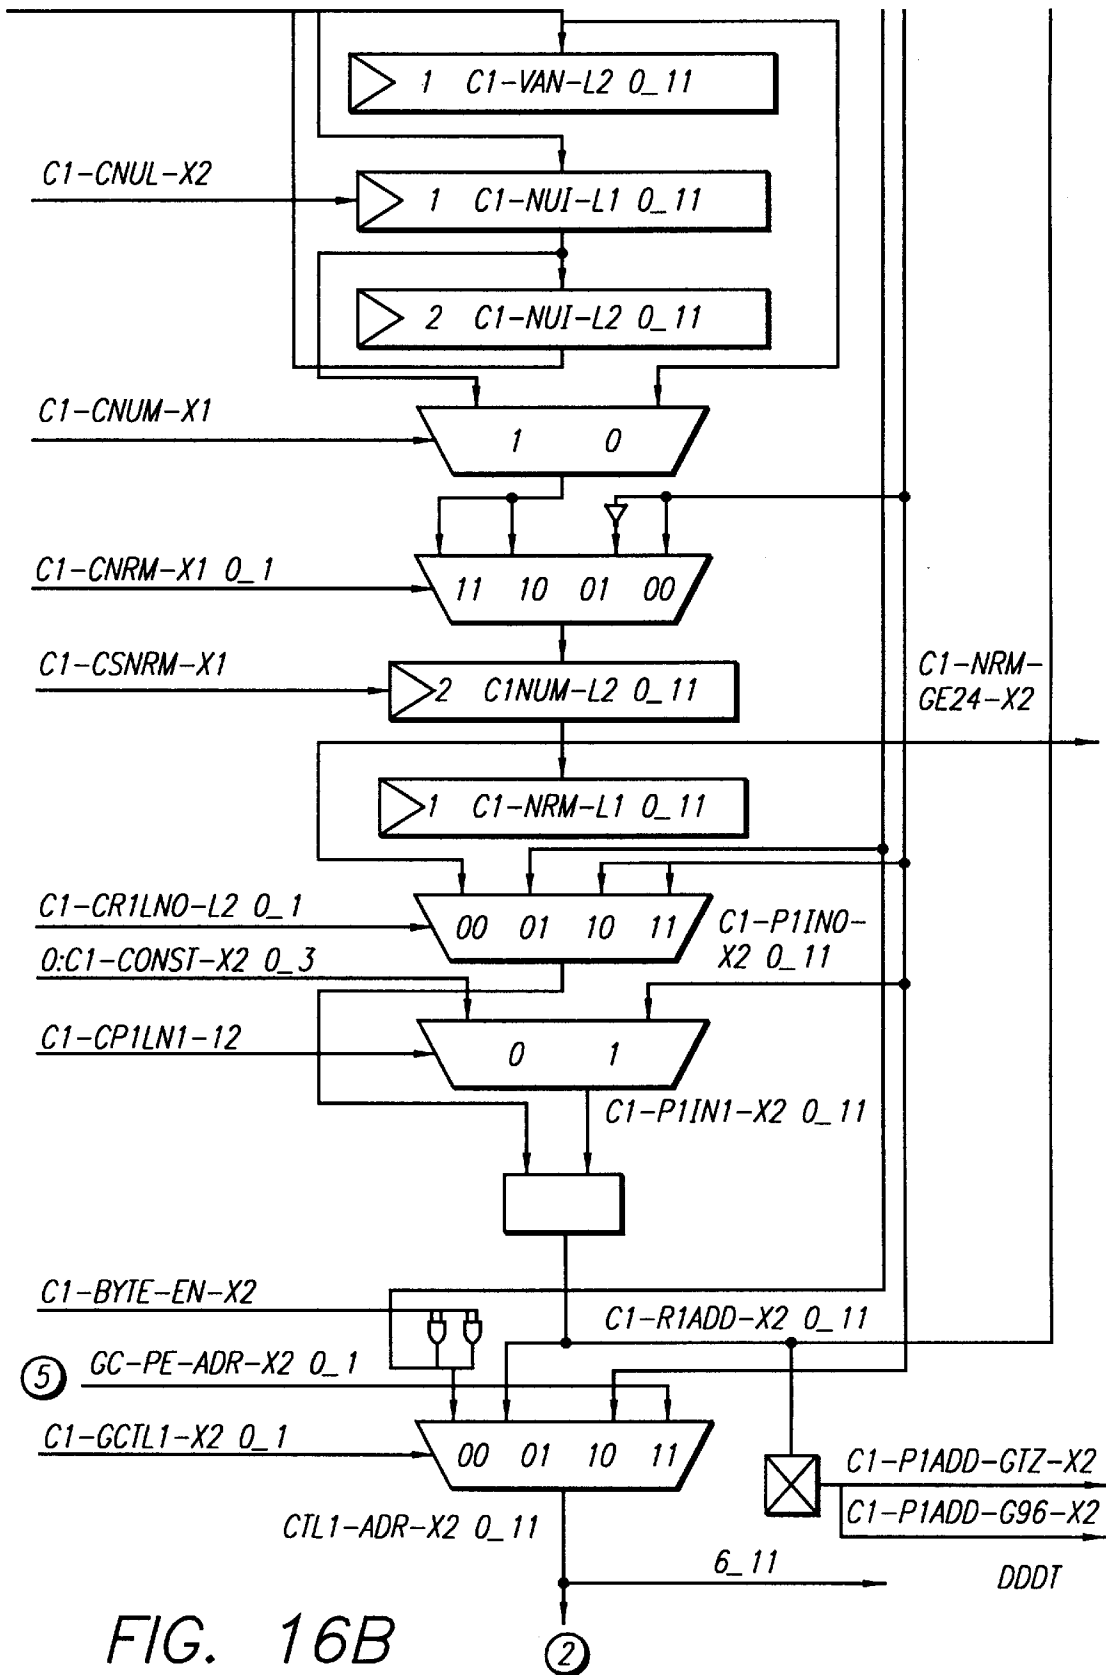 1 C1-VAN-L2 0_11
C1-CNUL-X2
1 C1-NUI-L1 0_11
2 C1-NUI-L2 0_11
C1-CNUM-X1
1 0
C1-CNRM-X1 0_1
11 10 01 00
C1-CSNRM-X1
2 C1NUM-L2 0_11
C1-NRM-
GE24-X2
1 C1-NRM-L1 0_11
C1-CR1LNO-L2 0_1
00 01 10 11
C1-P1INO-
X2 0_11
0:C1-CONST-X2 0_3
C1-CP1LN1-12
0 1
C1-P1IN1-X2 0_11
C1-BYTE-EN-X2
C1-R1ADD-X2 0_11
5 GC-PE-ADR-X2 0_1
C1-GCTL1-X2 0_1
00 01 10 11
C1-P1ADD-GTZ-X2
C1-P1ADD-G96-X2
CTL1-ADR-X2 0_11
6_11
DDDT
FIG. 16B
2